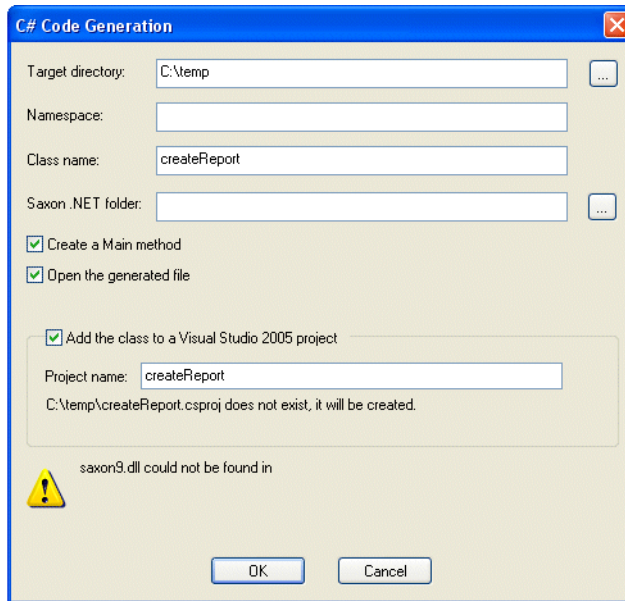 C# Code Generation
Target directory: C:\temp ...
Namespace:
Class name: createReport
Saxon .NET folder: ...
Create a Main method
Open the generated file
Add the class to a Visual Studio 2005 project
Project name: createReport
C:\temp\createReport.csproj does not exist, it will be created.
saxon9.dll could not be found in
OK Cancel